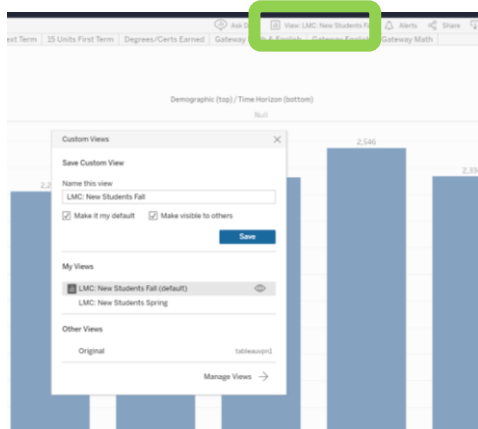 Ask D
View: LMC: New Students Fa
Alerts
Share
ext Term
15 Units First Term
Degrees/Certs Earned
Gateway
& English
Gateway English
Gateway Math
Demographic (top) / Time Horizon (bottom)
Null
2,546
2,2
2,334
Custom Views
Save Custom View
Name this view
LMC: New Students Fall
Make it my default
Make visible to others
Save
My Views
LMC: New Students Fall (default)
LMC: New Students Spring
Other Views
Original
tableauvpn1
Manage Views